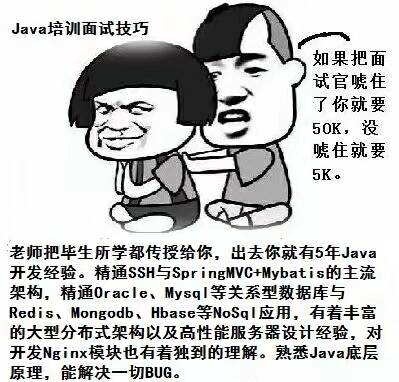 Java培训面试技巧
如果把面
试官唬住
了你就要
50K,没
唬住就要
5K。
老师把毕生所学都传授给你,出去你就有5年Java
开发经验。精通SSH与SpringMVC+Mybatis的主流
架构,精通Oracle、Mysql等关系型数据库与
Redis、Mongodb、Hbase等NoSql应用,有着丰富
的大型分布式架构以及高性能服务器设计经验,对
开发Nginx模块也有着独到的理解。熟悉Java底层
原理,能解决一切BUG。